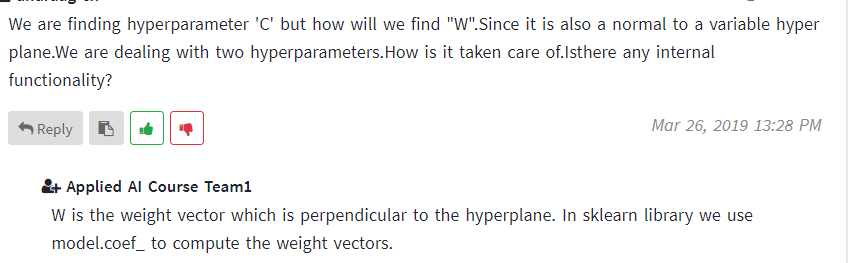 We are finding hyperparameter 'C' but how will we find "W".Since it is also a normal to a variable hyper
plane.We are dealing with two hyperparameters.How is it taken care of.Isthere any internal
functionality?
Reply
Mar 26, 2019 13:28 PM
Applied AI Course Team1
W is the weight vector which is perpendicular to the hyperplane. In sklearn library we use
model.coef_ to compute the weight vectors.